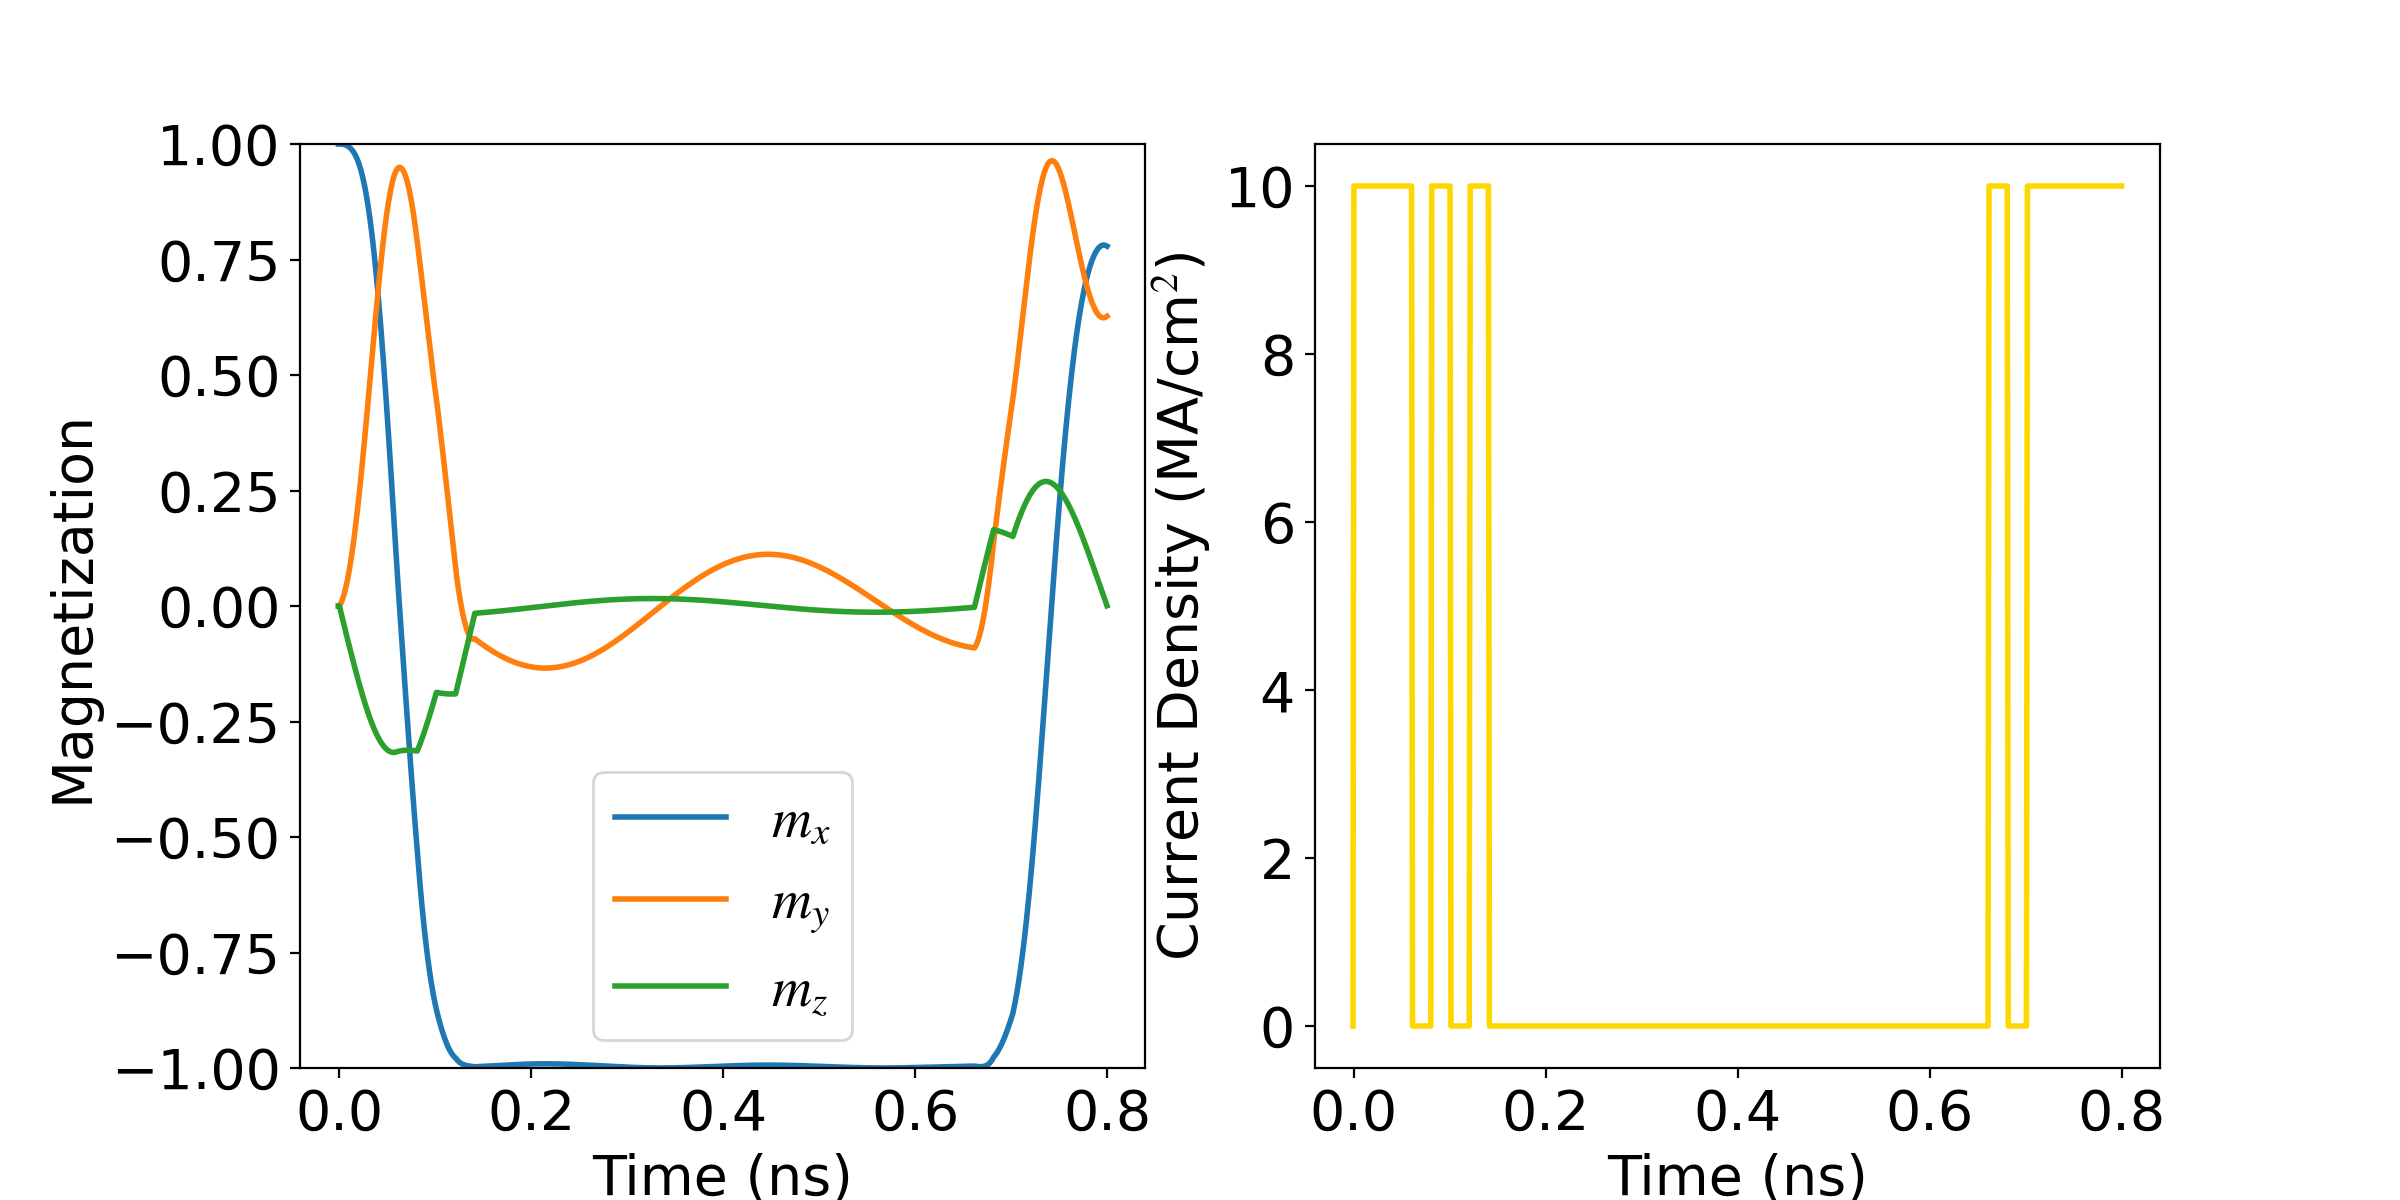 Magnetization
1.00
0.75
0.50
0.25
0.00
−0.25
−0.50
−0.75
−1.00
0.0 0.2 0.4 0.6 0.8
Time (ns)
m_x
m_y
m_z
Current Density (MA/cm²)
10
8
6
4
2
0
0.0 0.2 0.4 0.6 0.8
Time (ns)